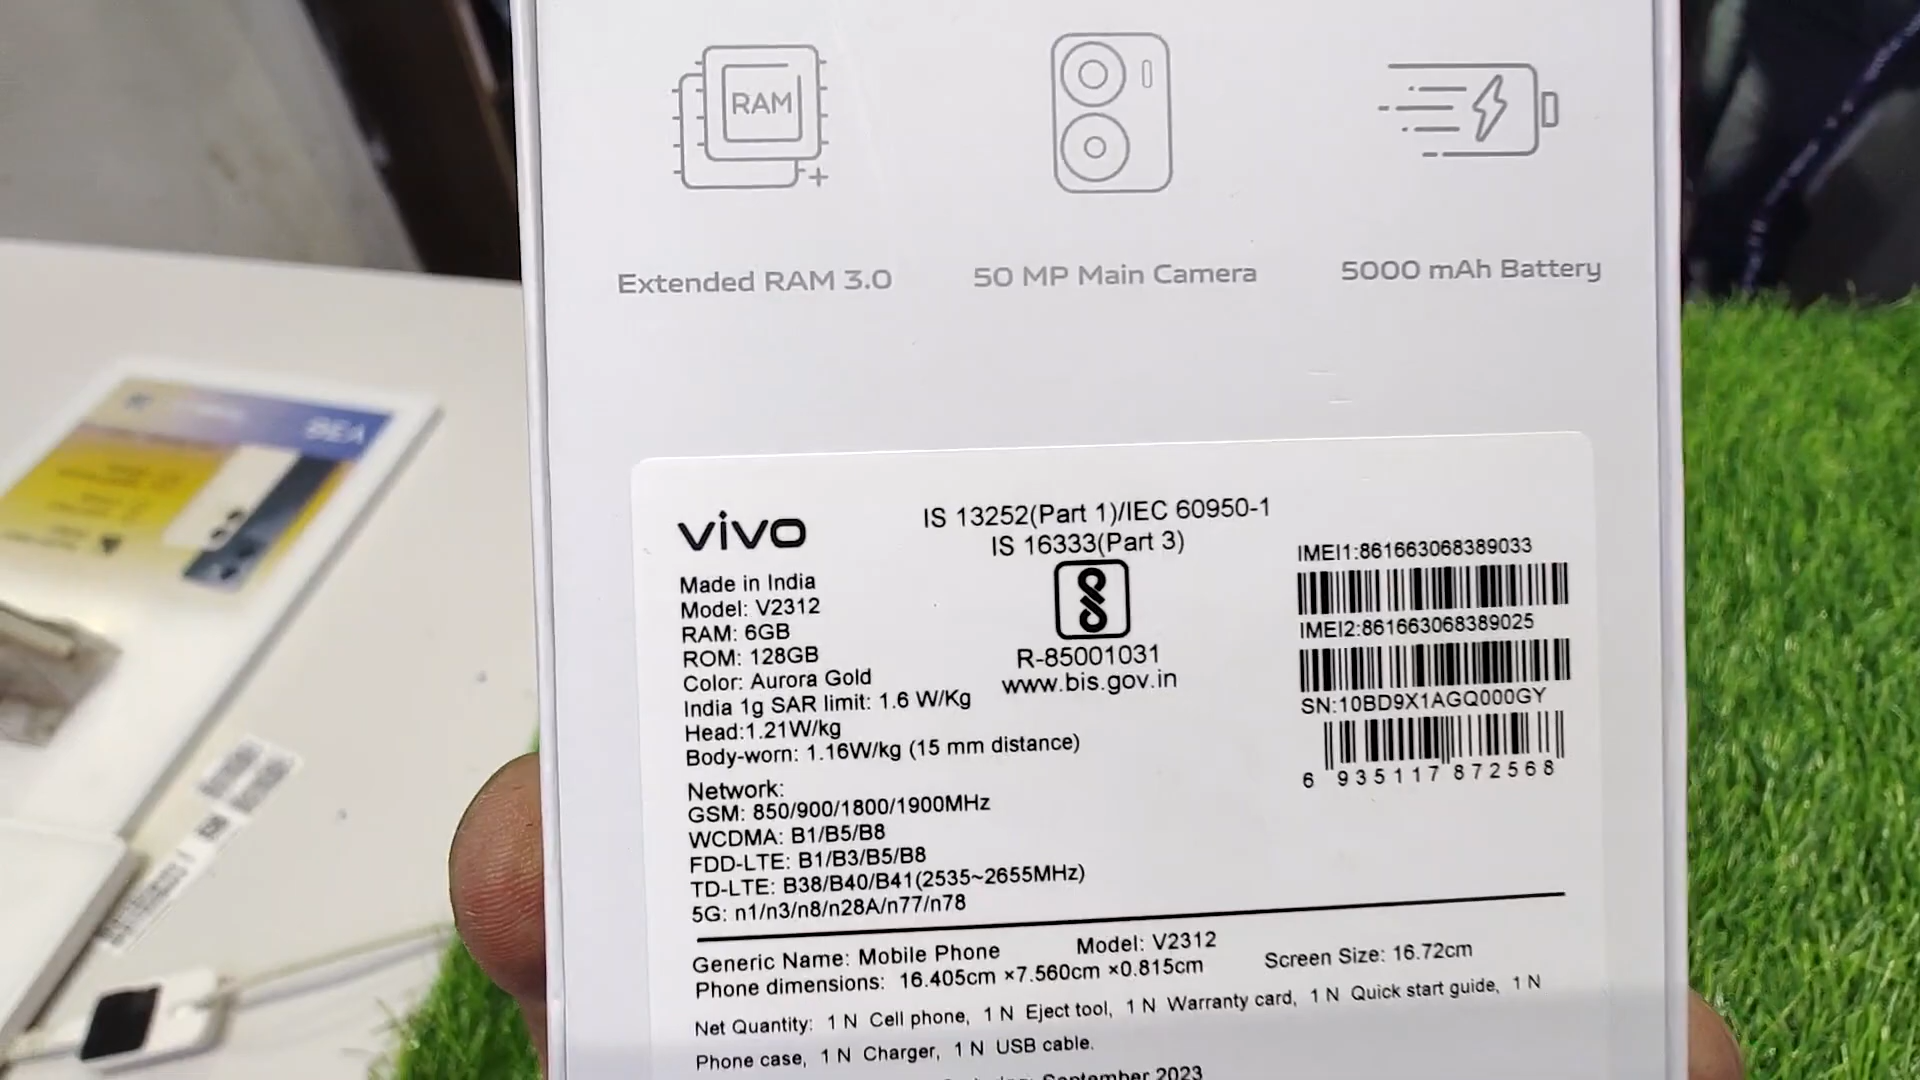 RAM
+
Extended RAM 3.0
50 MP Main Camera
5000 mAh Battery
vivo
IS 13252(Part 1)/IEC 60950-1
IS 16333(Part 3)
R-85001031
www.bis.gov.in
Made in India
Model: V2312
RAM: 6GB
ROM: 128GB
Color: Aurora Gold
India 1g SAR limit: 1.6 W/Kg
Head:1.21W/kg
Body-worn: 1.16W/kg (15 mm distance)
Network:
GSM: 850/900/1800/1900MHz
WCDMA: B1/B5/B8
FDD-LTE: B1/B3/B5/B8
TD-LTE: B38/B40/B41(2535~2655MHz)
5G: n1/n3/n8/n28A/n77/n78
IMEI1:861663068389033
IMEI2:861663068389025
SN:10BD9X1AGQ000GY
6 935117 872568
Generic Name: Mobile Phone Model: V2312
Phone dimensions: 16.405cm ×7.560cm ×0.815cm Screen Size: 16.72cm
Net Quantity: 1 N Cell phone, 1 N Eject tool, 1 N Warranty card, 1 N Quick start guide, 1 N
Phone case, 1 N Charger, 1 N USB cable.
September 2023
BEA